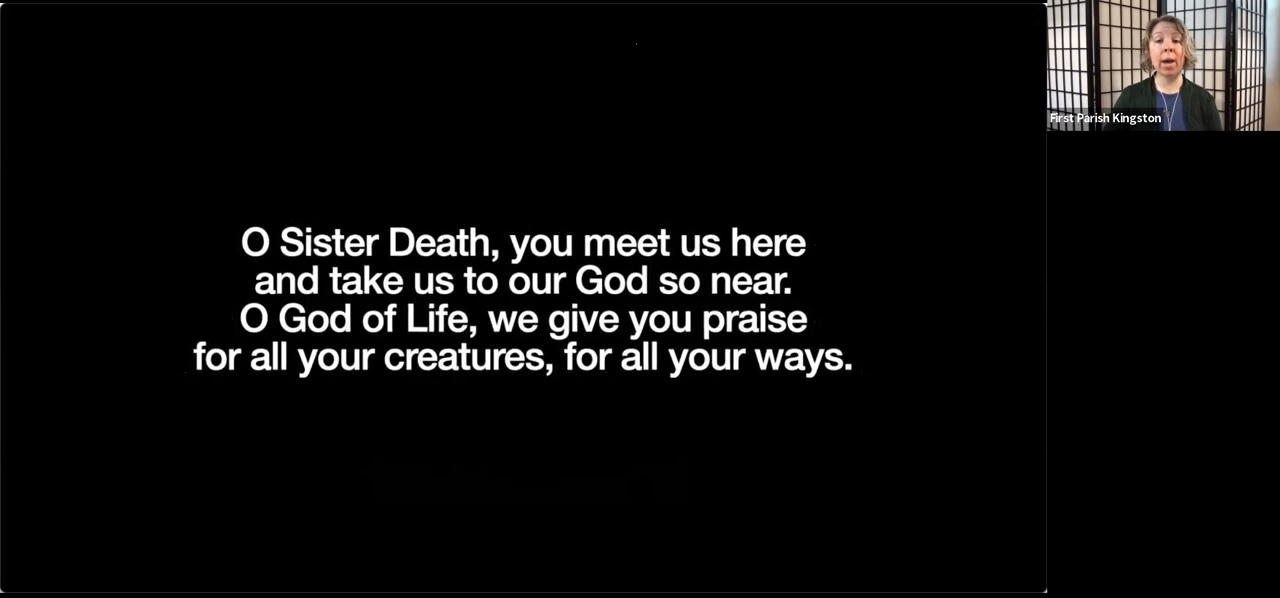 O Sister Death, you meet us here
and take us to our God so near.
O God of Life, we give you praise
for all your creatures, for all your ways.
First Parish Kingston